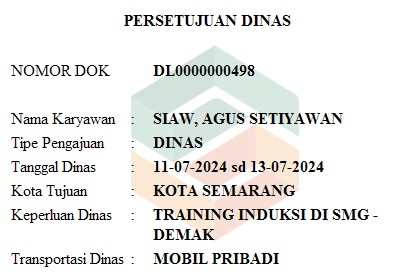 PERSETUJUAN DINAS
NOMOR DOK DL0000000498
Nama Karyawan : SIAW, AGUS SETIYAWAN
Tipe Pengajuan : DINAS
Tanggal Dinas : 11-07-2024 sd 13-07-2024
Kota Tujuan : KOTA SEMARANG
Keperluan Dinas : TRAINING INDUKSI DI SMG -
DEMAK
Transportasi Dinas : MOBIL PRIBADI